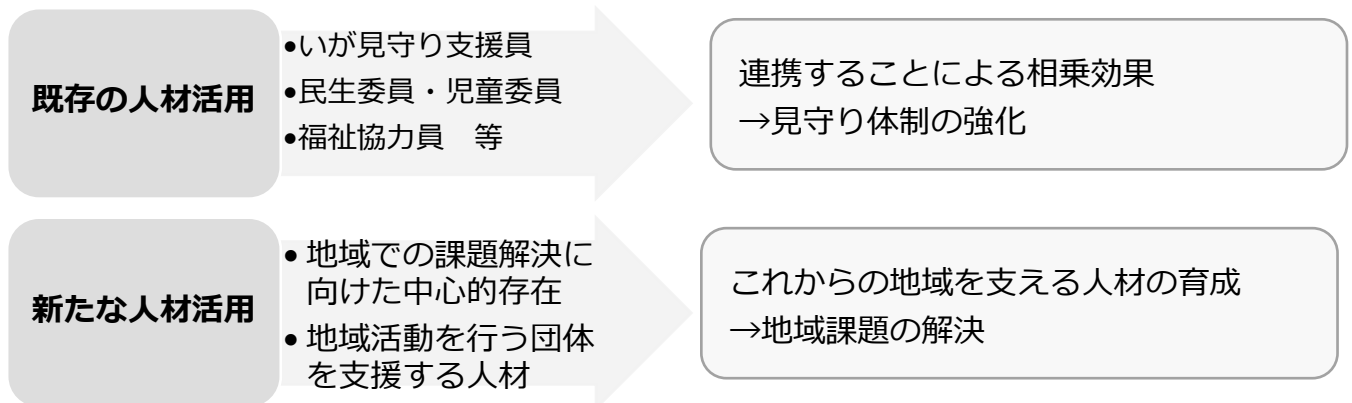 既存の人材活用
•いが見守り支援員
•民生委員・児童委員
•福祉協力員　等
連携することによる相乗効果
→見守り体制の強化
新たな人材活用
• 地域での課題解決に
向けた中心的存在
• 地域活動を行う団体
を支援する人材
これからの地域を支える人材の育成
→地域課題の解決